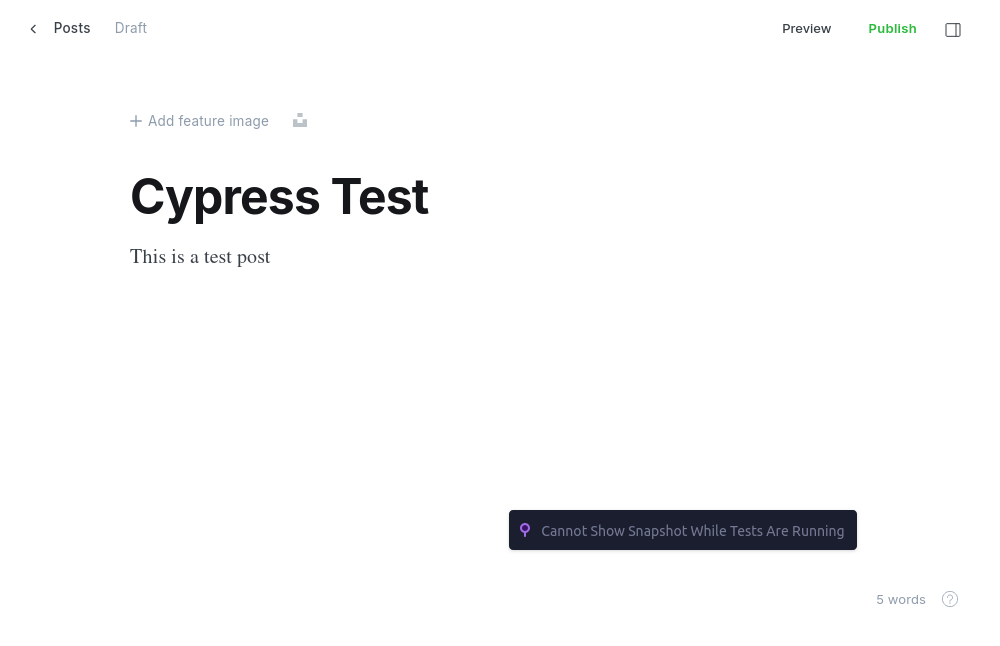 Posts Draft Preview Publish
Add feature image
Cypress Test
This is a test post
Cannot Show Snapshot While Tests Are Running
5 words ?